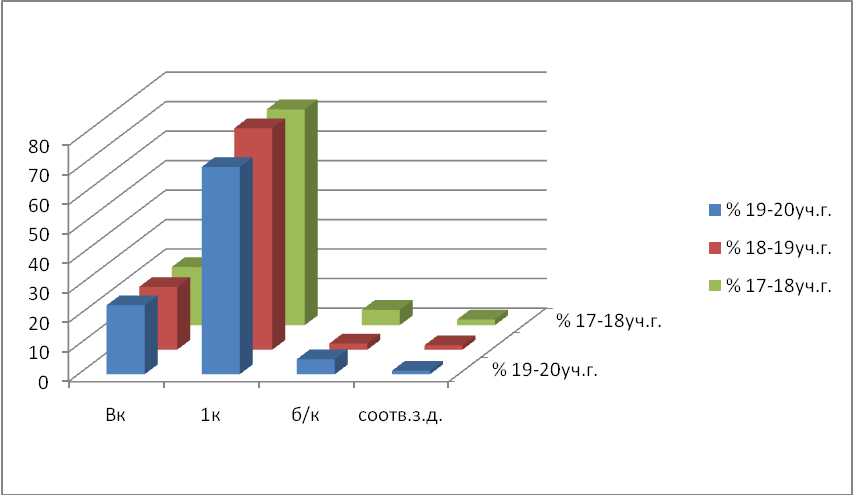 80
70
60
50
40
30
20
10
0
Вк 1к б/к соотв.з.д.
% 17-18уч.г.
% 19-20уч.г.
% 19-20уч.г.
% 18-19уч.г.
% 17-18уч.г.